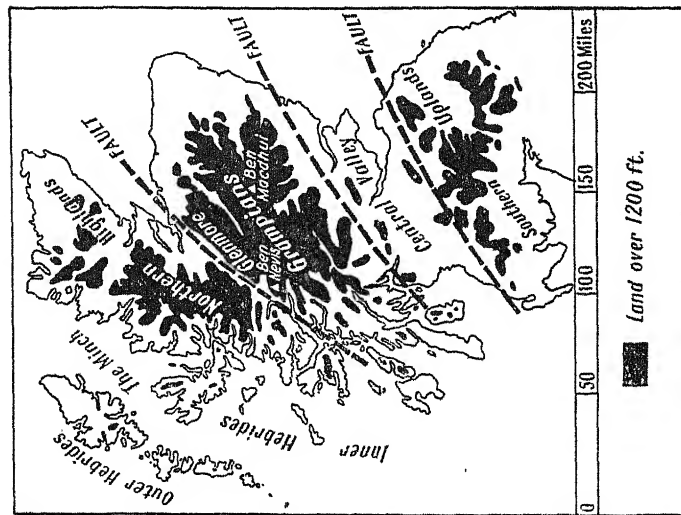 Outer Hebrides
The Minch
Northern
Highlands
FAULT
Glenmore
Inner
Hebrides
Ben
Nevis
Grampians
Ben
Macdhui
FAULT
Central
Valley
FAULT
Southern
Uplands
0 50 100 150 200 Miles
Land over 1200 ft.